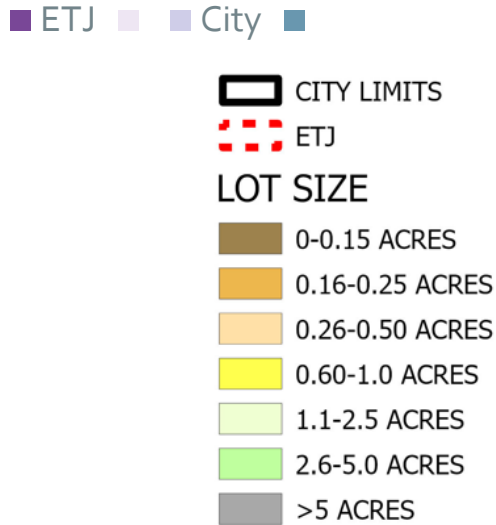 ETJ City
CITY LIMITS
ETJ
LOT SIZE
0-0.15 ACRES
0.16-0.25 ACRES
0.26-0.50 ACRES
0.60-1.0 ACRES
1.1-2.5 ACRES
2.6-5.0 ACRES
>5 ACRES